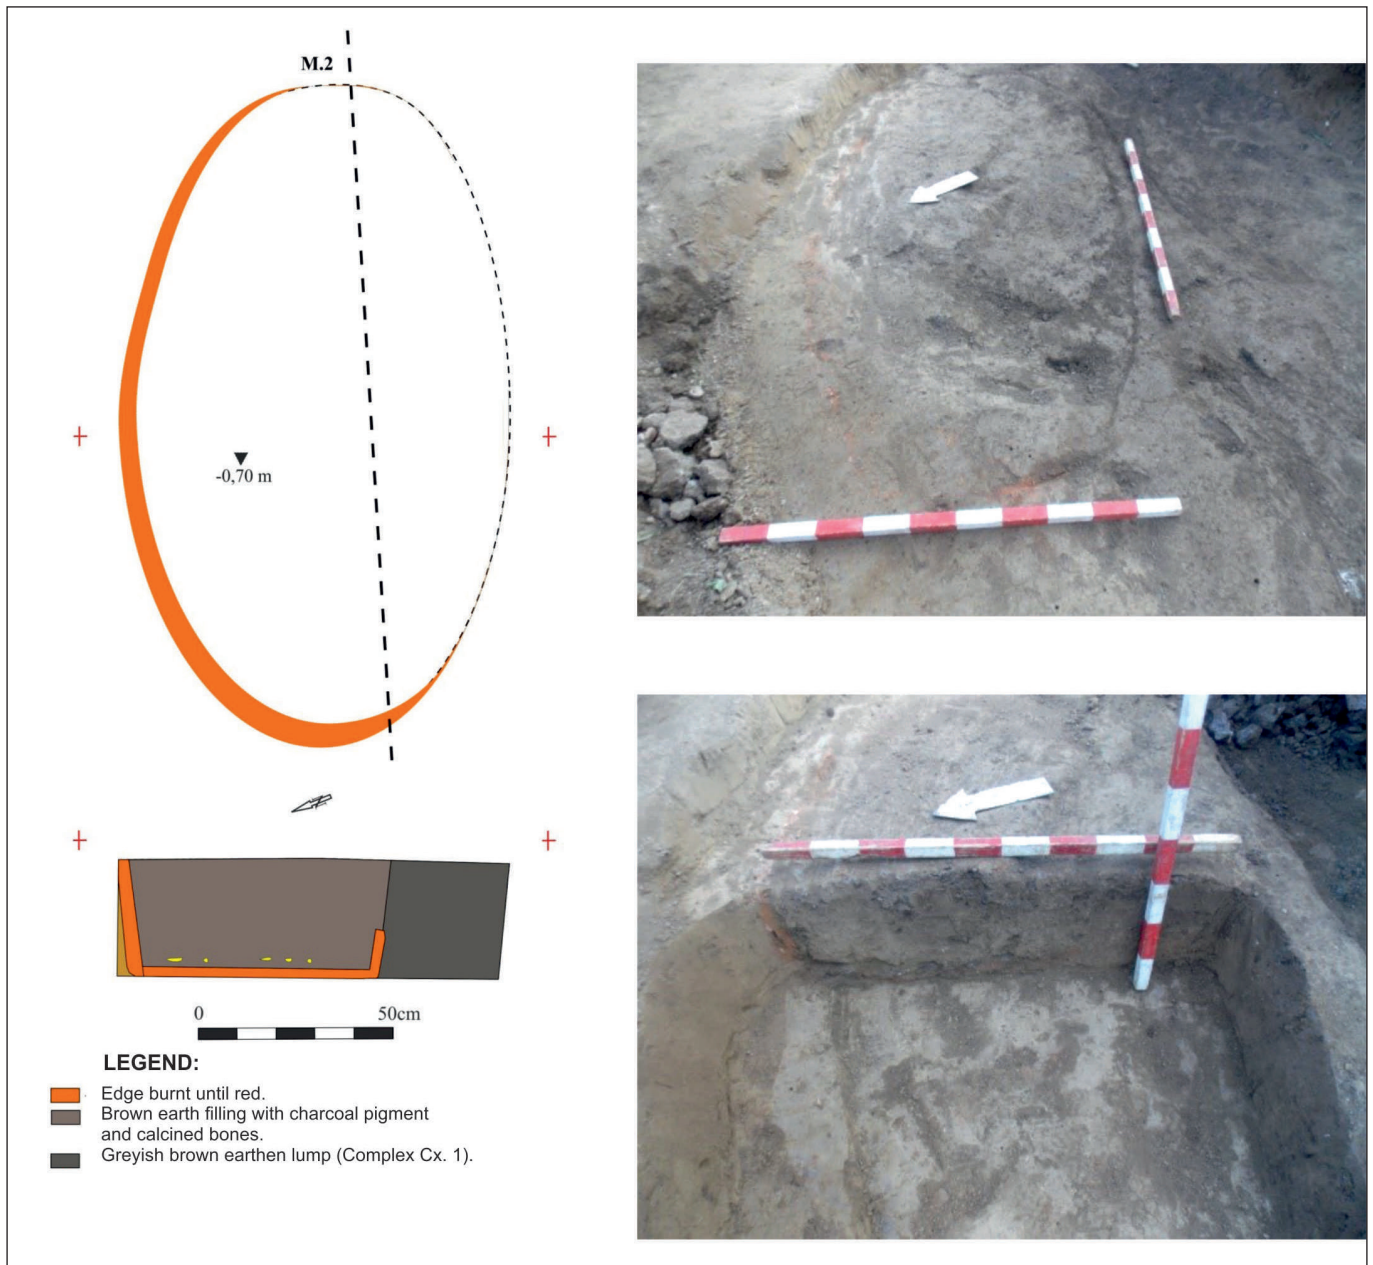 M.2
-0,70 m
0 50cm
LEGEND:
Edge burnt until red.
Brown earth filling with charcoal pigment
and calcined bones.
Greyish brown earthen lump (Complex Cx. 1).